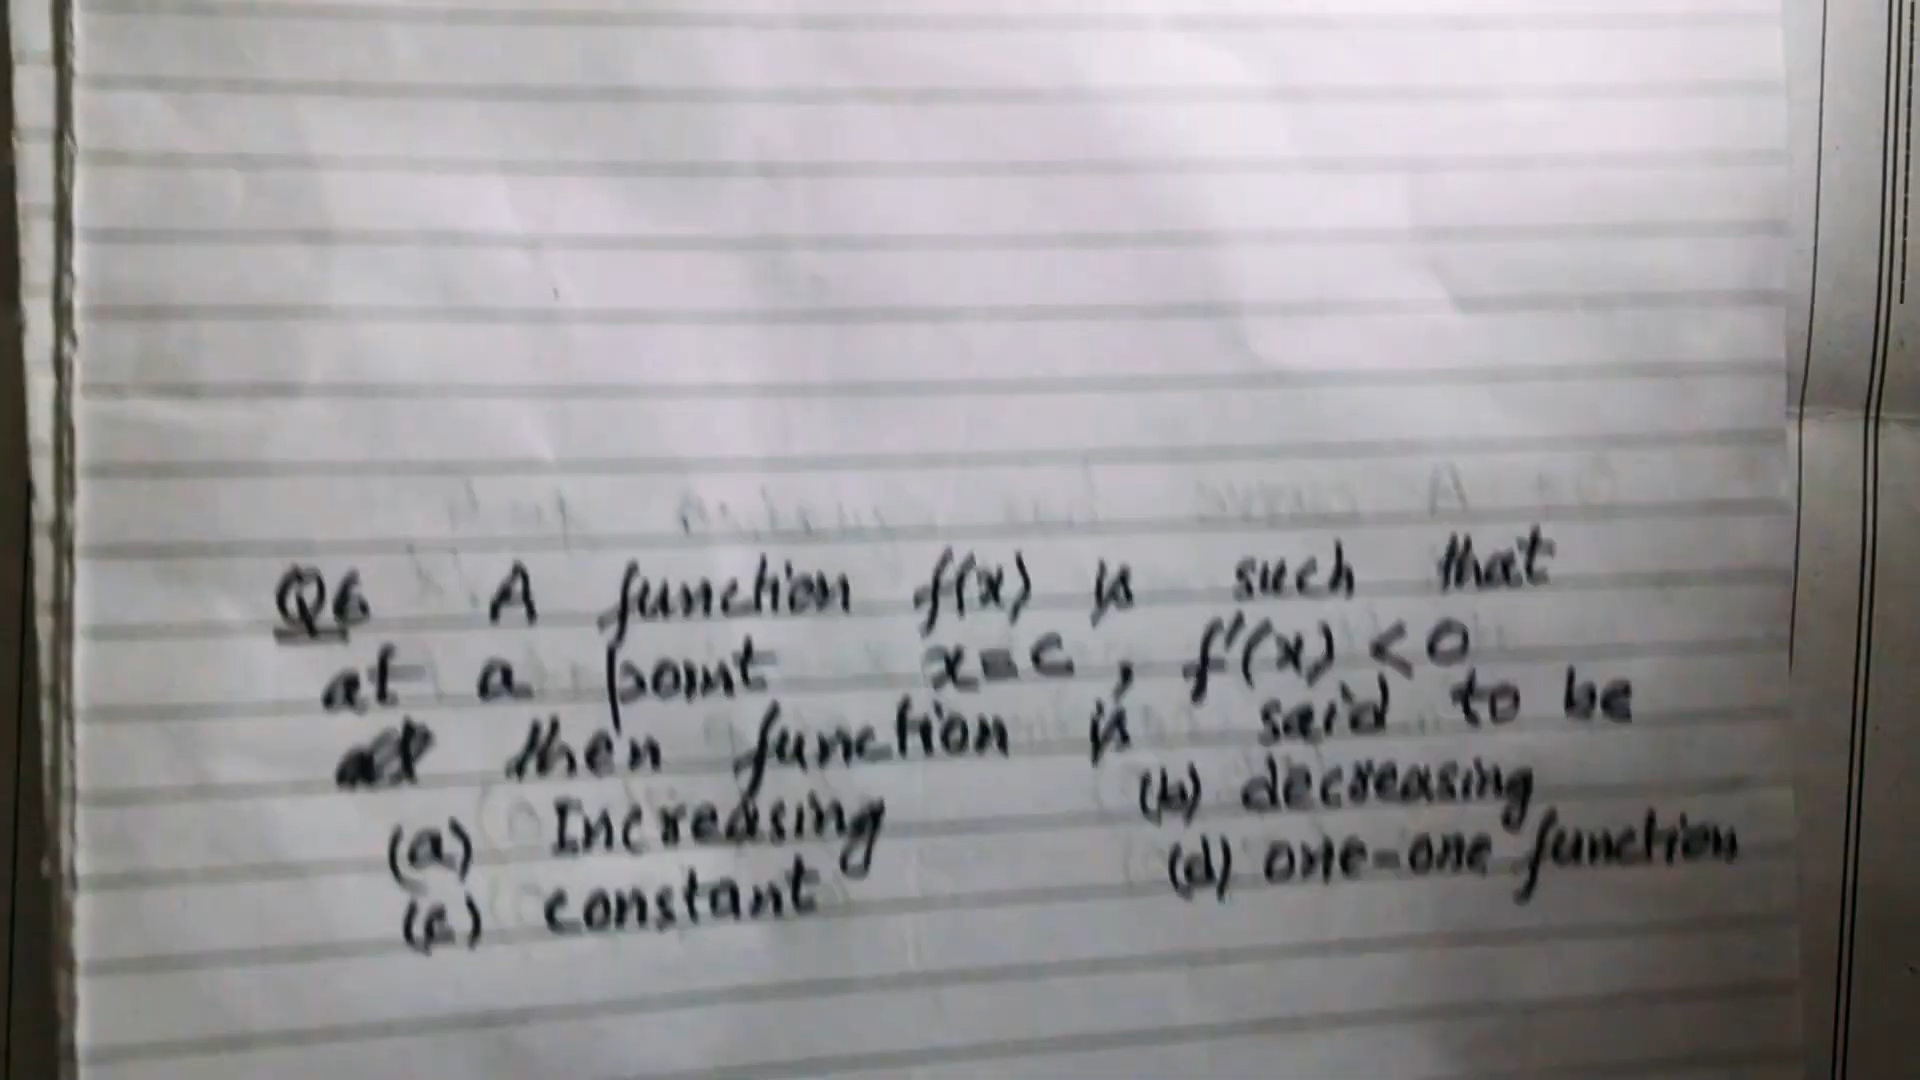 Q6 A function f(x) is such that
at a point x=c, f'(x) <0
then function is said to be
(a) Increasing (b) decreasing
(c) constant (d) one-one function